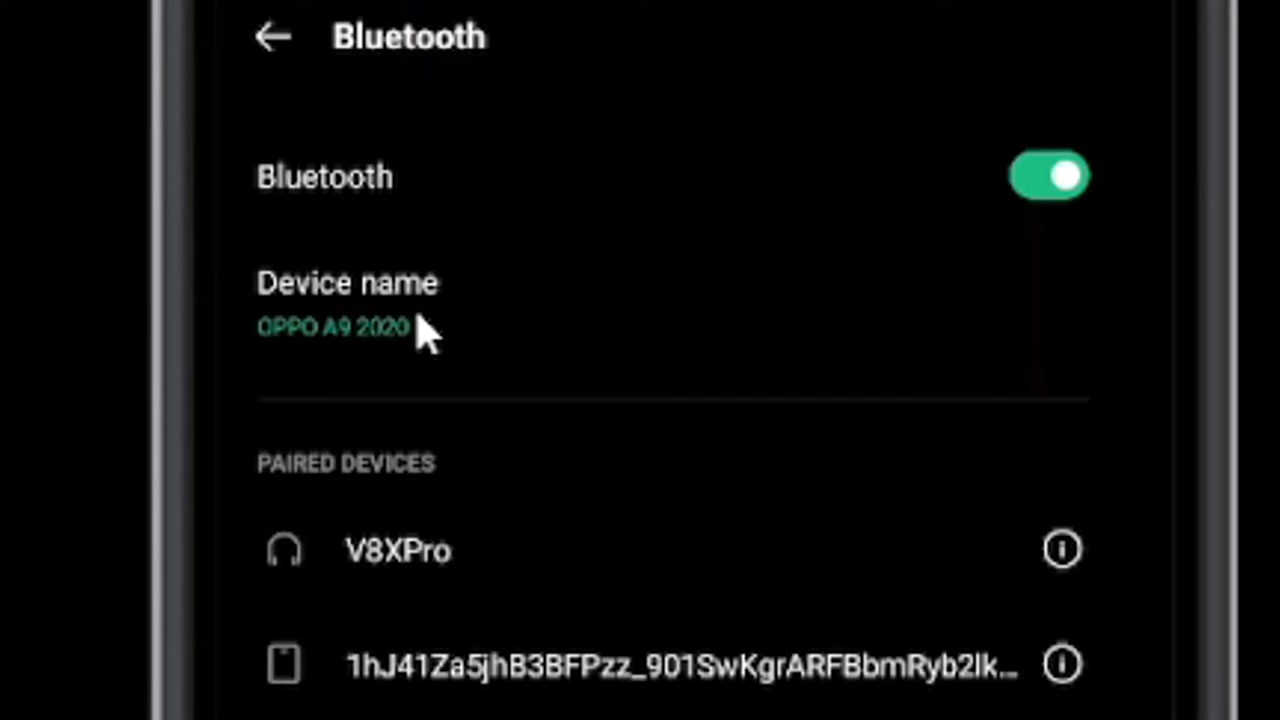 Bluetooth
Bluetooth
Device name
OPPO A9 2020
PAIRED DEVICES
V8XPro
1hJ41Za5jhB3BFPzz_901SwKgrARFBbmRyb2lk...